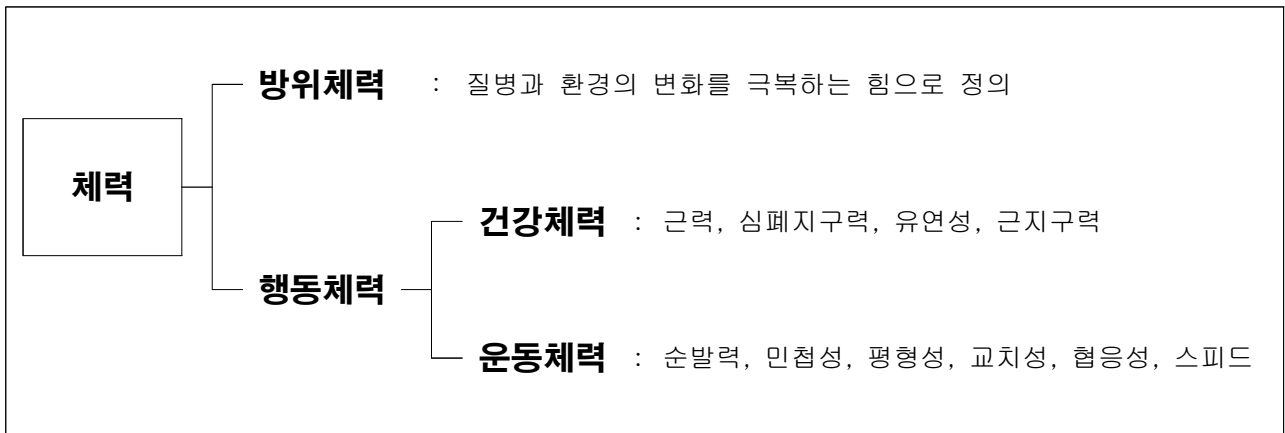 방위체력 : 질병과 환경의 변화를 극복하는 힘으로 정의
체력
건강체력 : 근력, 심폐지구력, 유연성, 근지구력
행동체력
운동체력 : 순발력, 민첩성, 평형성, 교치성, 협응성, 스피드